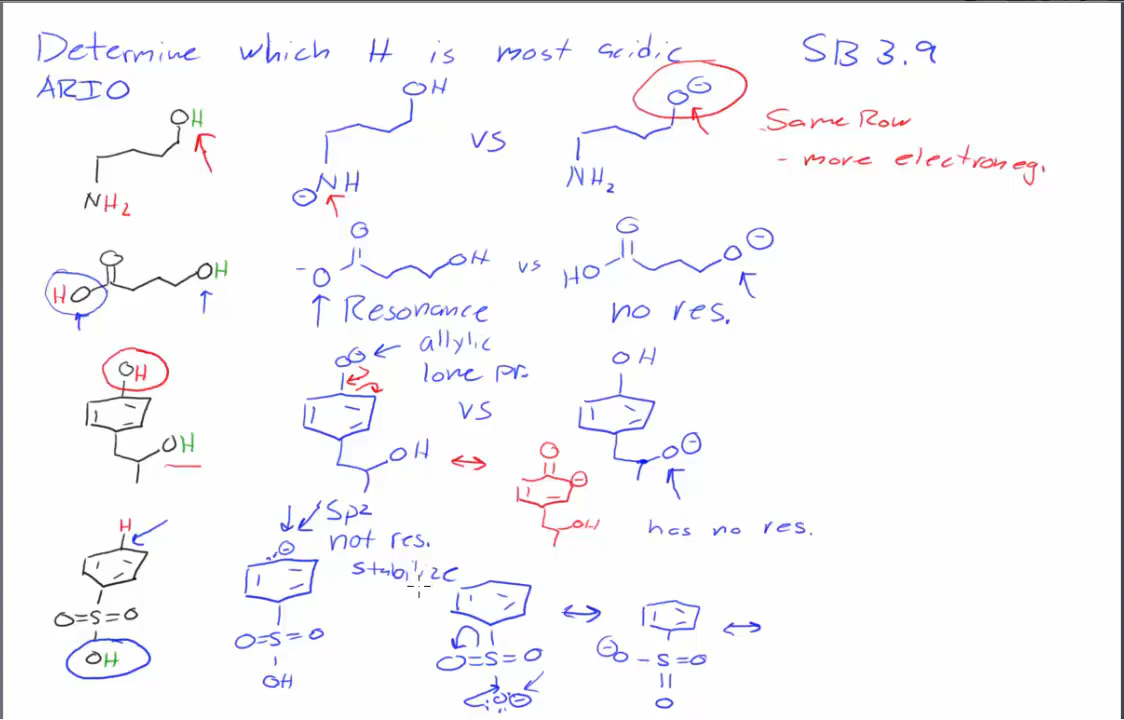 Determine which H is most acidic SB 3.9
ARIO
OH
NH2
OH
⊖ NH
vs
O ⊖
NH2
Same Row
- more electroneg.
O
HO
OH
O
-O
OH
vs
O
HO
O ⊖
↑ Resonance
no res.
OH
OH
O⊖ ← allylic
lone pr.
OH
vs
OH
O⊖
↔
O
⊖
OH
has no res.
H
O=S=O
OH
Sp2
not res.
stabilize
⊖
O=S=O
OH
O=S=O
O⊖
↔
⊖O-S=O
O
↔